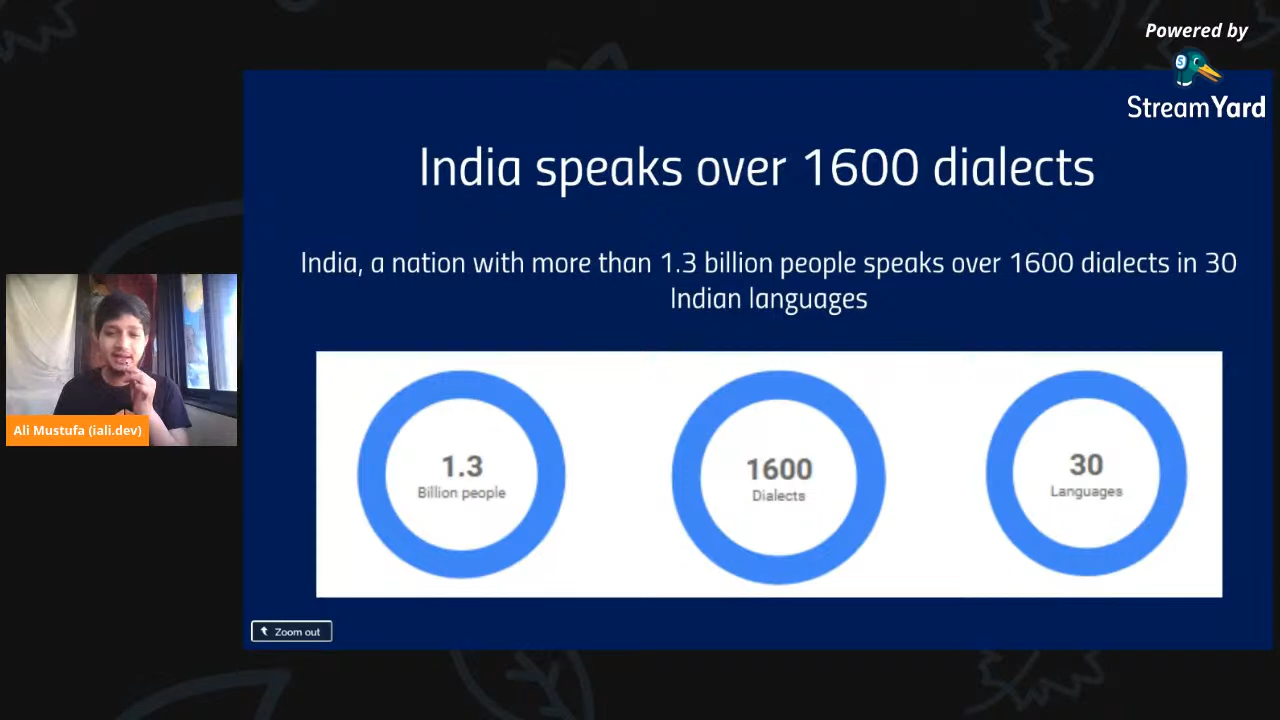 Powered by
StreamYard
India speaks over 1600 dialects
India, a nation with more than 1.3 billion people speaks over 1600 dialects in 30
Indian languages
1.3
Billion people
1600
Dialects
30
Languages
Ali Mustufa (iali.dev)
Zoom out